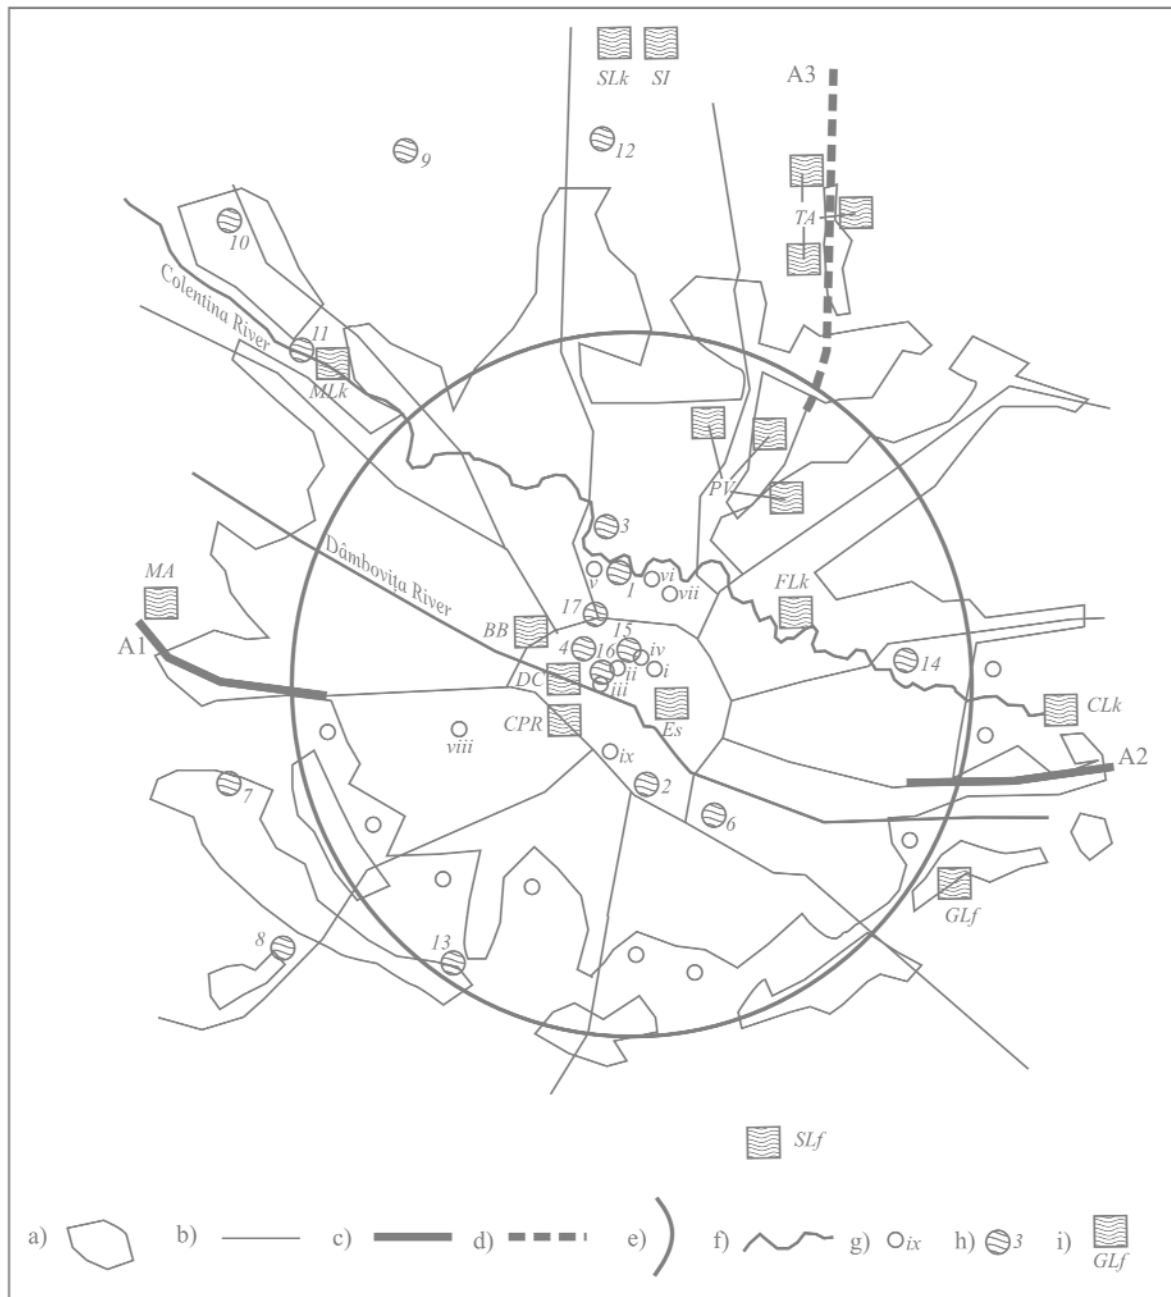 SLk SI
A3
12
9
TA
10
Colentina River
11
MLk
PV
3
Dâmbovița River
MA
v
1
vi
vii
FLk
17
A1
BB
4
15
16
iv
ii
i
14
DC
iii
CPR
Es
CLk
viii
ix
A2
7
2
6
GLf
8
13
SLf
a) b) c) d) e) f) g) ix h) 3 i)
GLf